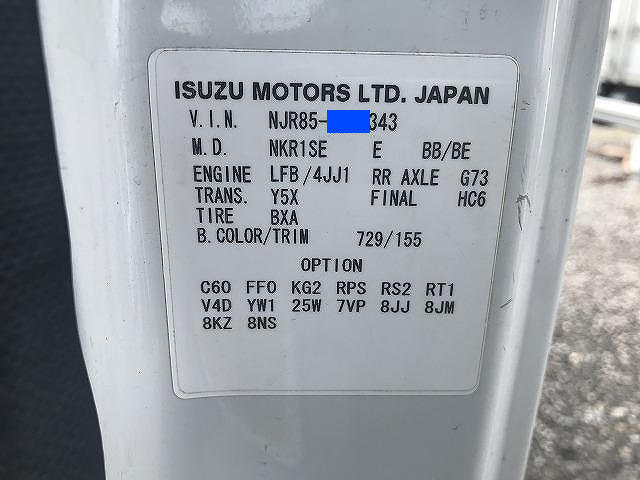 ISUZU MOTORS LTD. JAPAN
V.I.N. NJR85-343
M.D. NKR1SE E BB/BE
ENGINE LFB/4JJ1 RR AXLE G73
TRANS. Y5X FINAL HC6
TIRE BXA
B.COLOR/TRIM 729/155
OPTION
C60 FF0 KG2 RPS RS2 RT1
V4D YW1 25W 7VP 8JJ 8JM
8KZ 8NS